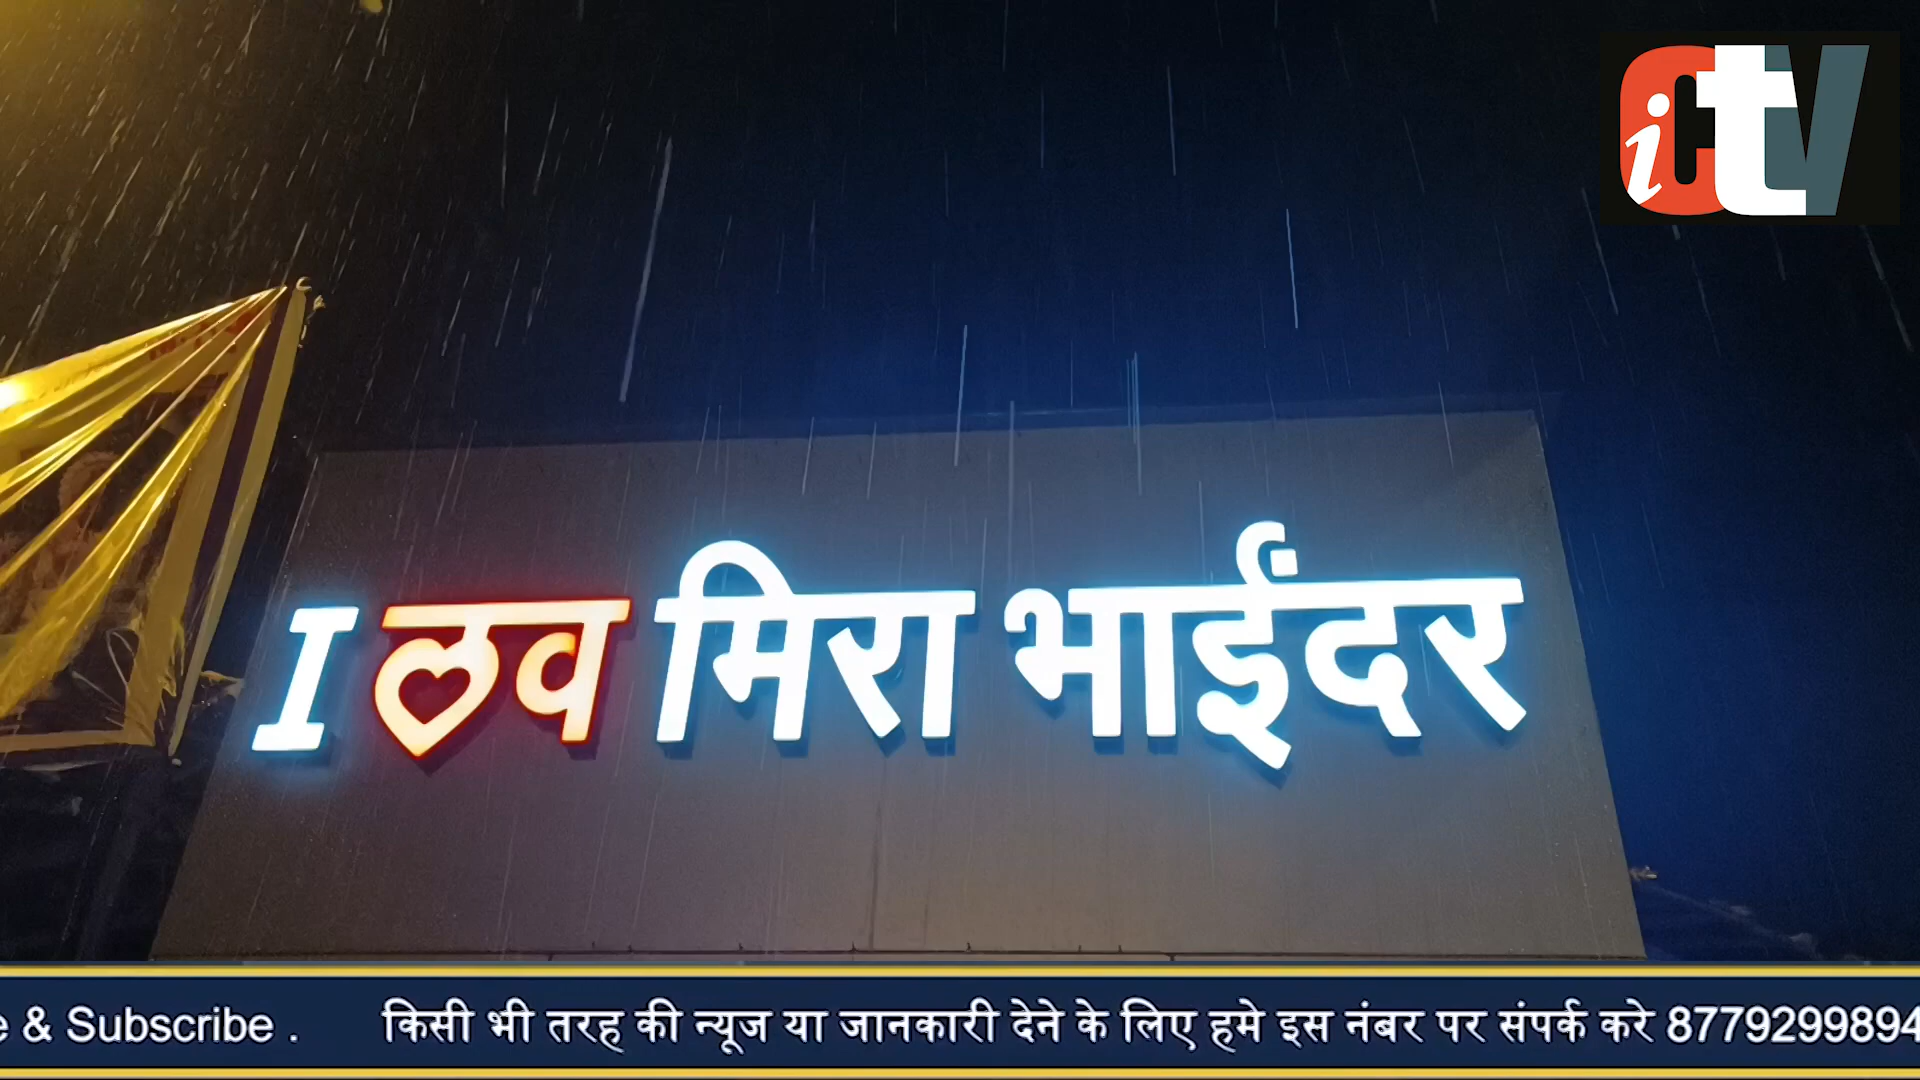 iCtV
I लव मिरा भाईंदर
e & Subscribe . किसी भी तरह की न्यूज या जानकारी देने के लिए हमे इस नंबर पर संपर्क करे 8779299894